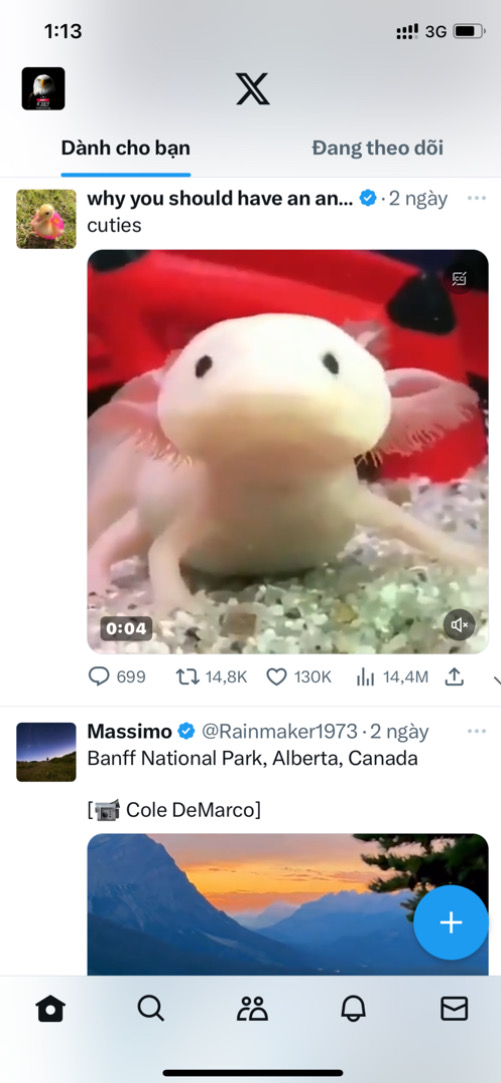 1:13
3G
X
Dành cho bạn
Đang theo dõi
why you should have an an... · 2 ngày
cuties
0:04
699
14,8K
130K
14,4M
Massimo @Rainmaker1973 · 2 ngày
Banff National Park, Alberta, Canada
[📹 Cole DeMarco]